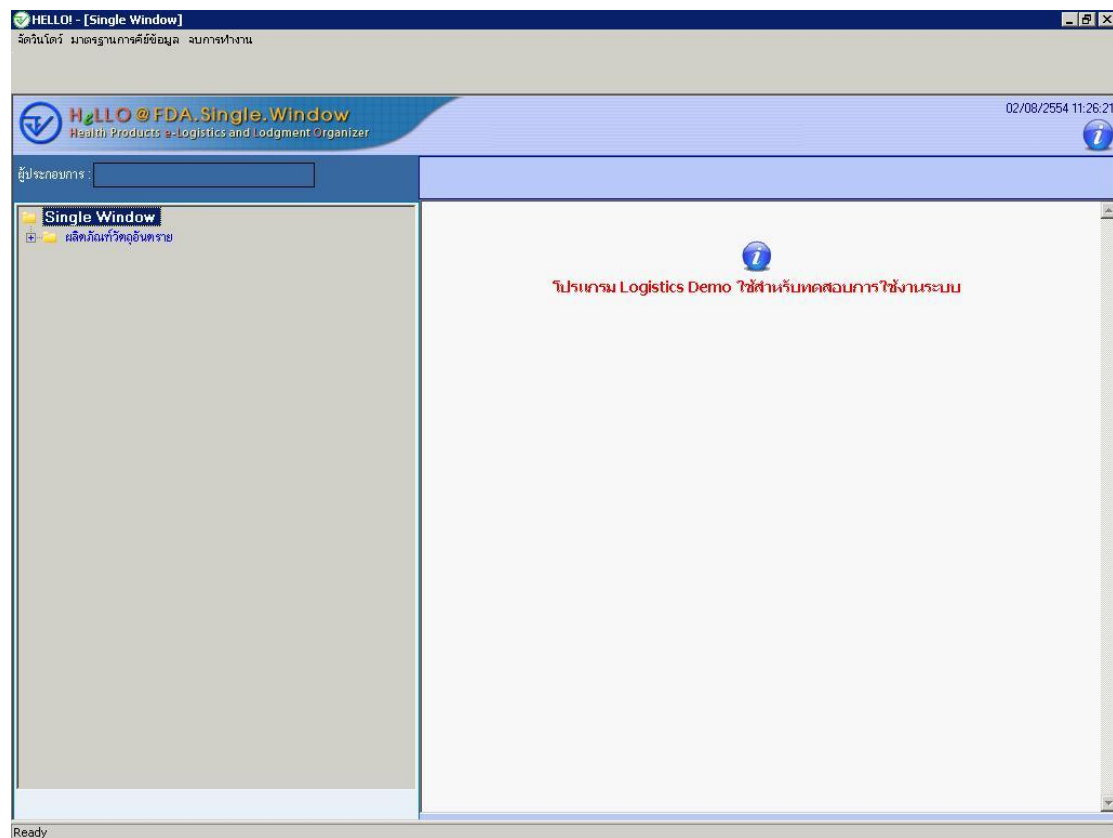 HELLO! - [Single Window]
จัดวินโดว์ มาตรฐานการคีย์ข้อมูล จบการทำงาน
HeLLO @ FDA.Single.Window
Health Products e-Logistics and Lodgment Organizer
02/08/2554 11:26:21
ผู้ประกอบการ :
Single Window
ผลิตภัณฑ์วัตถุอันตราย
โปรแกรม Logistics Demo ใช้สำหรับทดสอบการใช้งานระบบ
Ready